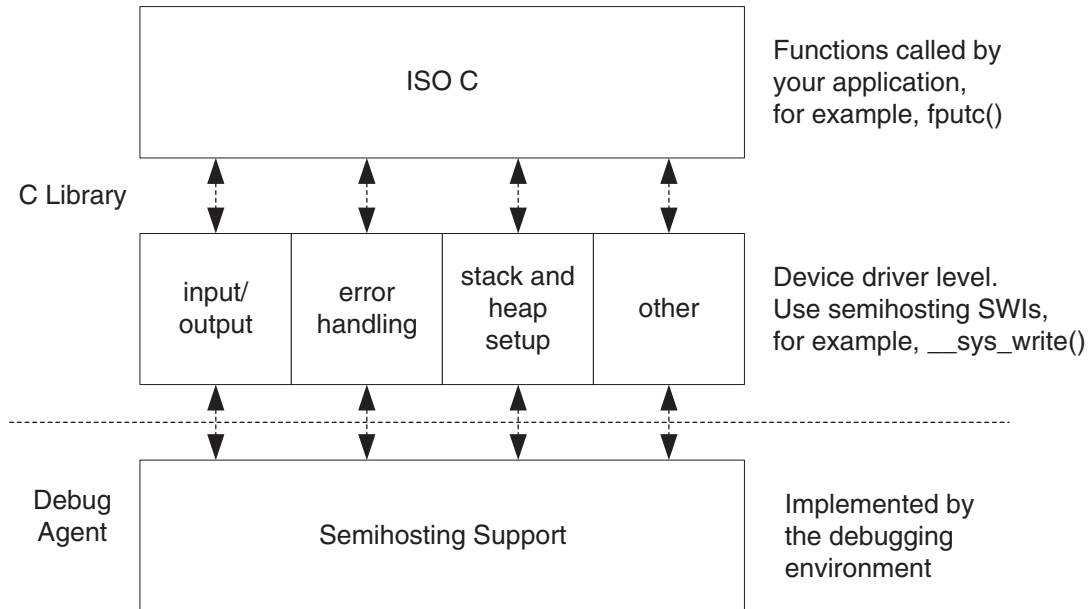 ISO C
Functions called by
your application,
for example, fputc()
C Library
input/
output
error
handling
stack and
heap
setup
other
Device driver level.
Use semihosting SWIs,
for example, __sys_write()
Debug
Agent
Semihosting Support
Implemented by
the debugging
environment